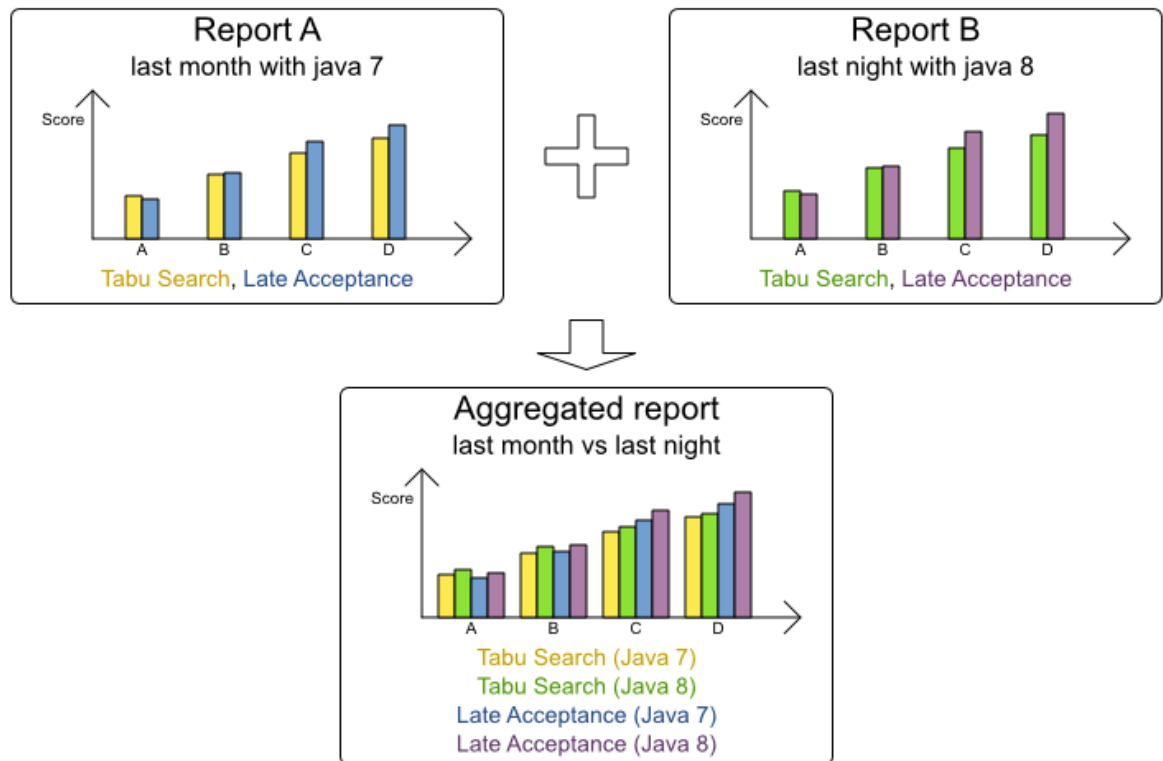 Report A
last month with java 7
Score
A B C D
Tabu Search, Late Acceptance
Report B
last night with java 8
Score
A B C D
Tabu Search, Late Acceptance
Aggregated report
last month vs last night
Score
A B C D
Tabu Search (Java 7)
Tabu Search (Java 8)
Late Acceptance (Java 7)
Late Acceptance (Java 8)